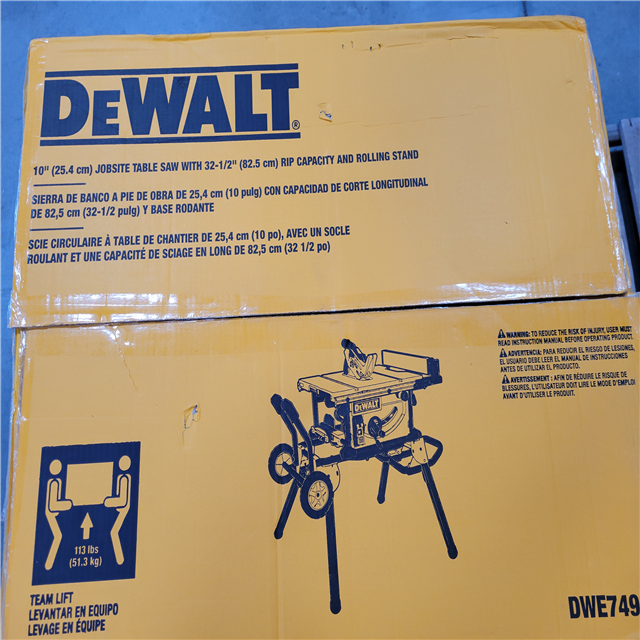 DEWALT®
10" (25.4 cm) JOBSITE TABLE SAW WITH 32-1/2" (82.5 cm) RIP CAPACITY AND ROLLING STAND
SIERRA DE BANCO A PIE DE OBRA DE 25,4 cm (10 pulg) CON CAPACIDAD DE CORTE LONGITUDINAL
DE 82,5 cm (32-1/2 pulg) Y BASE RODANTE
SCIE CIRCULAIRE À TABLE DE CHANTIER DE 25,4 cm (10 po), AVEC UN SOCLE
ROULANT ET UNE CAPACITÉ DE SCIAGE EN LONG DE 82,5 cm (32 1/2 po)
WARNING: TO REDUCE THE RISK OF INJURY, USER MUST
READ INSTRUCTION MANUAL BEFORE OPERATING PRODUCT.
ADVERTENCIA: PARA REDUCIR EL RIESGO DE LESIONES,
EL USUARIO DEBE LEER EL MANUAL DE INSTRUCCIONES
ANTES DE UTILIZAR EL PRODUCTO.
AVERTISSEMENT : AFIN DE RÉDUIRE LE RISQUE DE
BLESSURES, L'UTILISATEUR DOIT LIRE LE MODE D'EMPLOI
AVANT D'UTILISER LE PRODUIT.
DEWALT
113 lbs
(51.3 kg)
TEAM LIFT
LEVANTAR EN EQUIPO
LEVAGE EN ÉQUIPE
DWE749